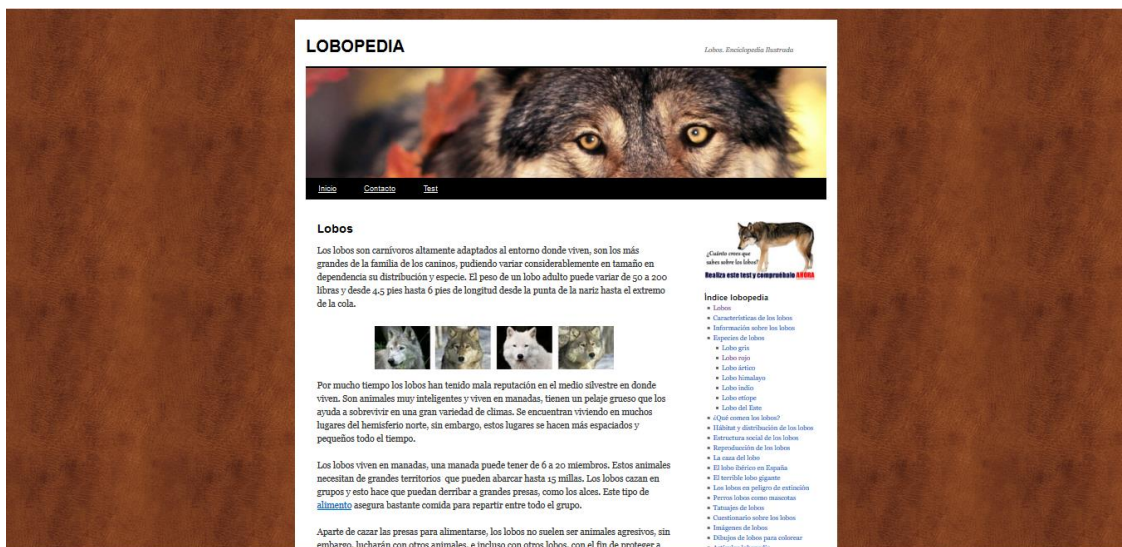 LOBOPEDIA
Lobos. Enciclopedia Ilustrada
Inicio
Contacto
Test
Lobos
Los lobos son carnívoros altamente adaptados al entorno donde viven, son los más
grandes de la familia de los caninos, pudiendo variar considerablemente en tamaño en
dependencia su distribución y especie. El peso de un lobo adulto puede variar de 50 a 200
libras y desde 4.5 pies hasta 6 pies de longitud desde la punta de la nariz hasta el extremo
de la cola.
Por mucho tiempo los lobos han tenido mala reputación en el medio silvestre en donde
viven. Son animales muy inteligentes y viven en manadas, tienen un pelaje grueso que los
ayuda a sobrevivir en una gran variedad de climas. Se encuentran viviendo en muchos
lugares del hemisferio norte, sin embargo, estos lugares se hacen más espaciados y
pequeños todo el tiempo.
Los lobos viven en manadas, una manada puede tener de 6 a 20 miembros. Estos animales
necesitan de grandes territorios que pueden abarcar hasta 15 millas. Los lobos cazan en
grupos y esto hace que puedan derribar a grandes presas, como los alces. Este tipo de
alimento asegura bastante comida para repartir entre todo el grupo.
Aparte de cazar las presas para alimentarse, los lobos no suelen ser animales agresivos, sin
embargo, lucharán con otros animales, e incluso con otros lobos, con el fin de proteger a
¿Cuánto crees que
sabes sobre los lobos?
Realiza este test y compruébalo AHORA
Índice lobopedia
Lobos
Características de los lobos
Información sobre los lobos
Especies de lobos
Lobo gris
Lobo rojo
Lobo ártico
Lobo himalayo
Lobo indio
Lobo etíope
Lobo del Este
¿Qué comen los lobos?
Hábitat y distribución de los lobos
Estructura social de los lobos
Reproducción de los lobos
La caza del lobo
El lobo ibérico en España
El terrible lobo gigante
Los lobos en peligro de extinción
Perros lobos como mascotas
Tatuajes de lobos
Cuestionario sobre los lobos
Imágenes de lobos
Dibujos de lobos para colorear